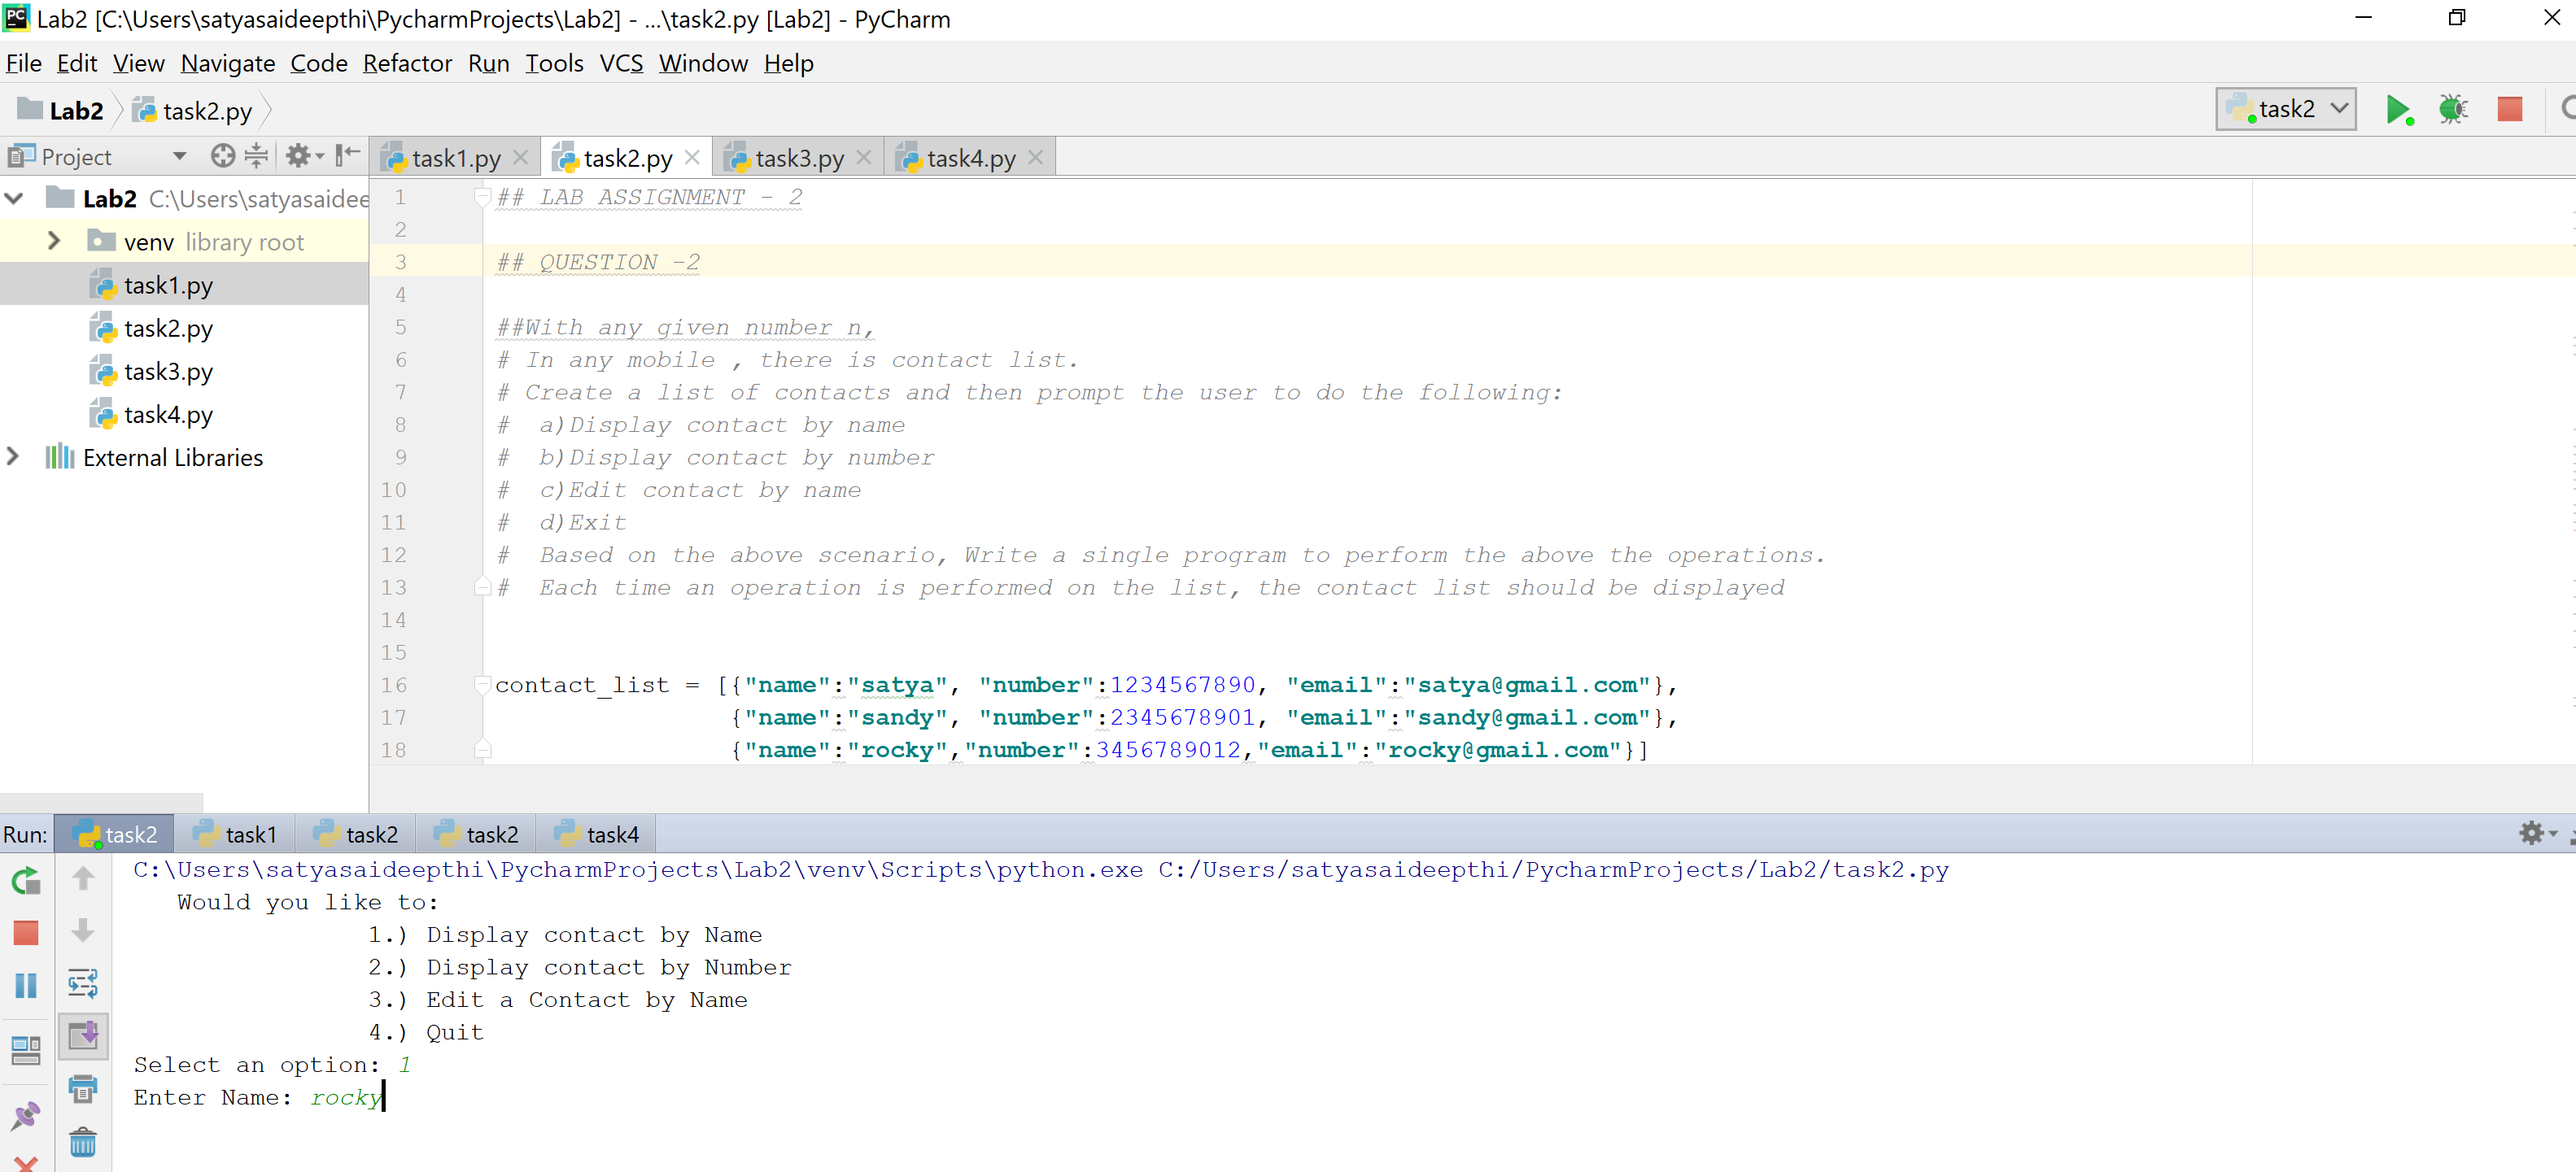 PC Lab2 [C:\Users\satyasaideepthi\PycharmProjects\Lab2] - ...\task2.py [Lab2] - PyCharm
File Edit View Navigate Code Refactor Run Tools VCS Window Help
Lab2 task2.py
task2
Project
task1.py task2.py task3.py task4.py
Lab2 C:\Users\satyasaidee
venv library root
task1.py
task2.py
task3.py
task4.py
External Libraries
1 ## LAB ASSIGNMENT - 2
2
3 ## QUESTION -2
4
5 ##With any given number n,
6 # In any mobile , there is contact list.
7 # Create a list of contacts and then prompt the user to do the following:
8 #  a)Display contact by name
9 #  b)Display contact by number
10 #  c)Edit contact by name
11 #  d)Exit
12 #  Based on the above scenario, Write a single program to perform the above the operations.
13 #  Each time an operation is performed on the list, the contact list should be displayed
14
15
16 contact_list = [{"name":"satya", "number":1234567890, "email":"satya@gmail.com"},
17 {"name":"sandy", "number":2345678901, "email":"sandy@gmail.com"},
18 {"name":"rocky","number":3456789012,"email":"rocky@gmail.com"}]
Run: task2 task1 task2 task2 task4
C:\Users\satyasaideepthi\PycharmProjects\Lab2\venv\Scripts\python.exe C:/Users/satyasaideepthi/PycharmProjects/Lab2/task2.py
Would you like to:
1.) Display contact by Name
2.) Display contact by Number
3.) Edit a Contact by Name
4.) Quit
Select an option: 1
Enter Name: rocky